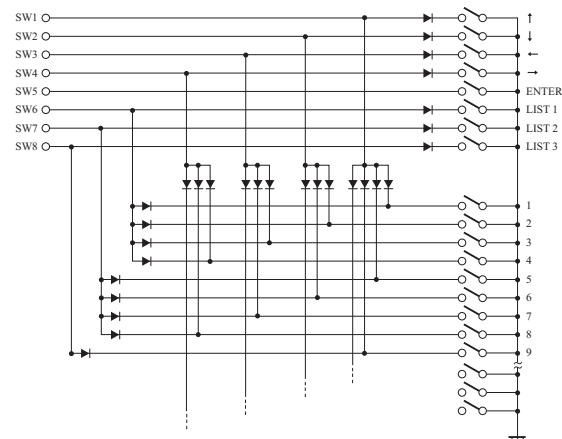 SW1 ↑
SW2 ↓
SW3 ←
SW4 →
SW5 ENTER
SW6 LIST 1
SW7 LIST 2
SW8 LIST 3
1
2
3
4
5
6
7
8
9